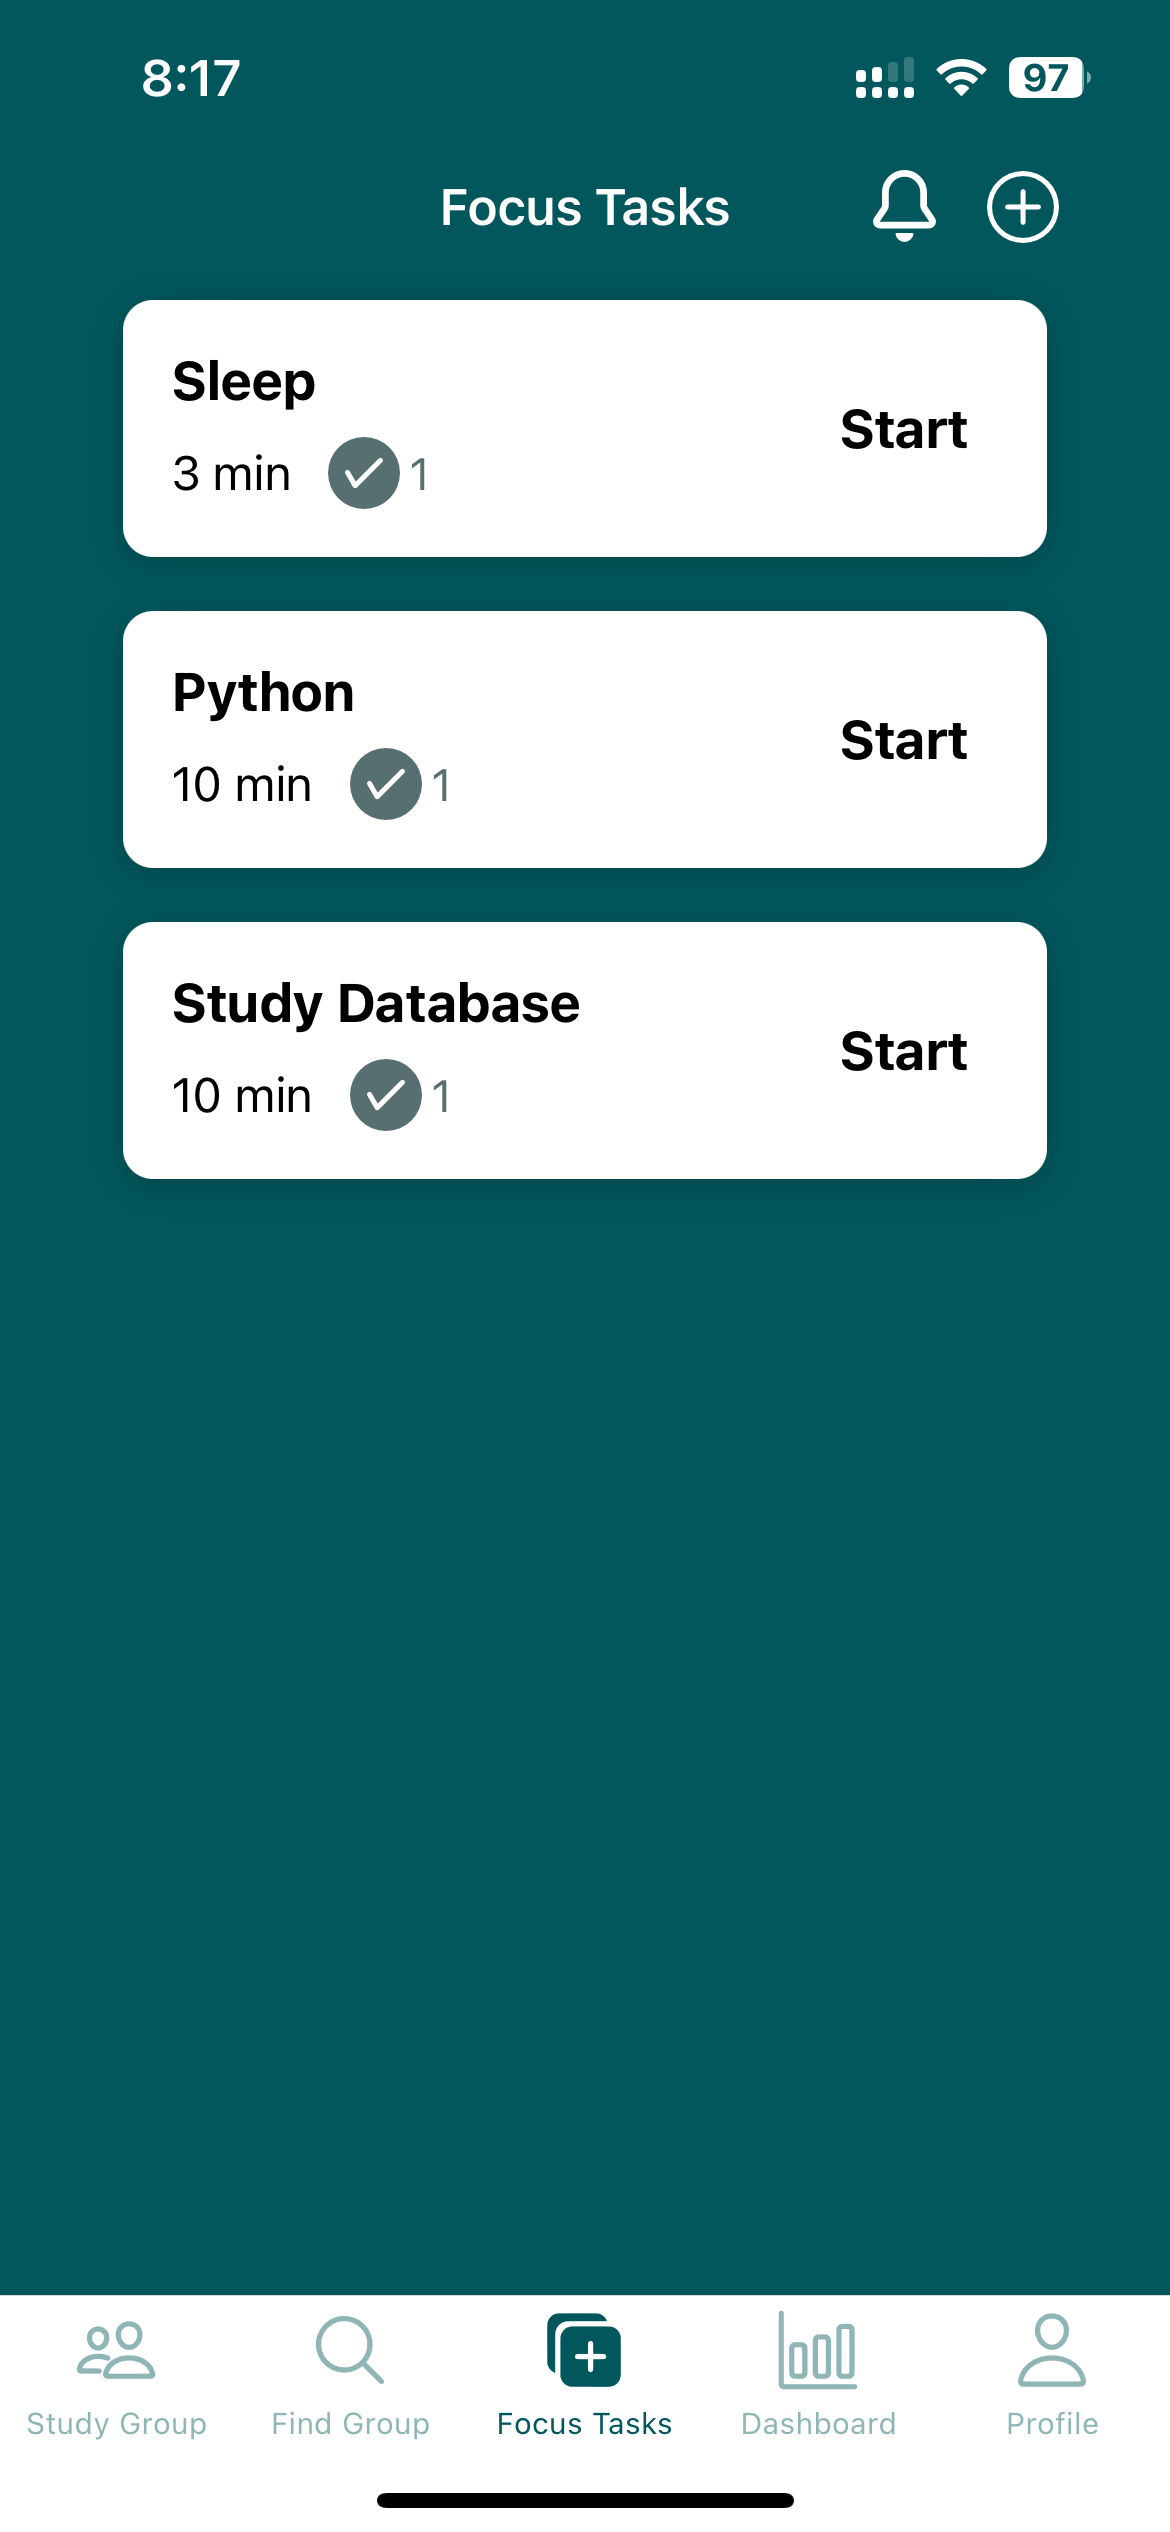 8:17
97
Focus Tasks
Sleep
3 min 1
Start
Python
10 min 1
Start
Study Database
10 min 1
Start
Study Group
Find Group
Focus Tasks
Dashboard
Profile